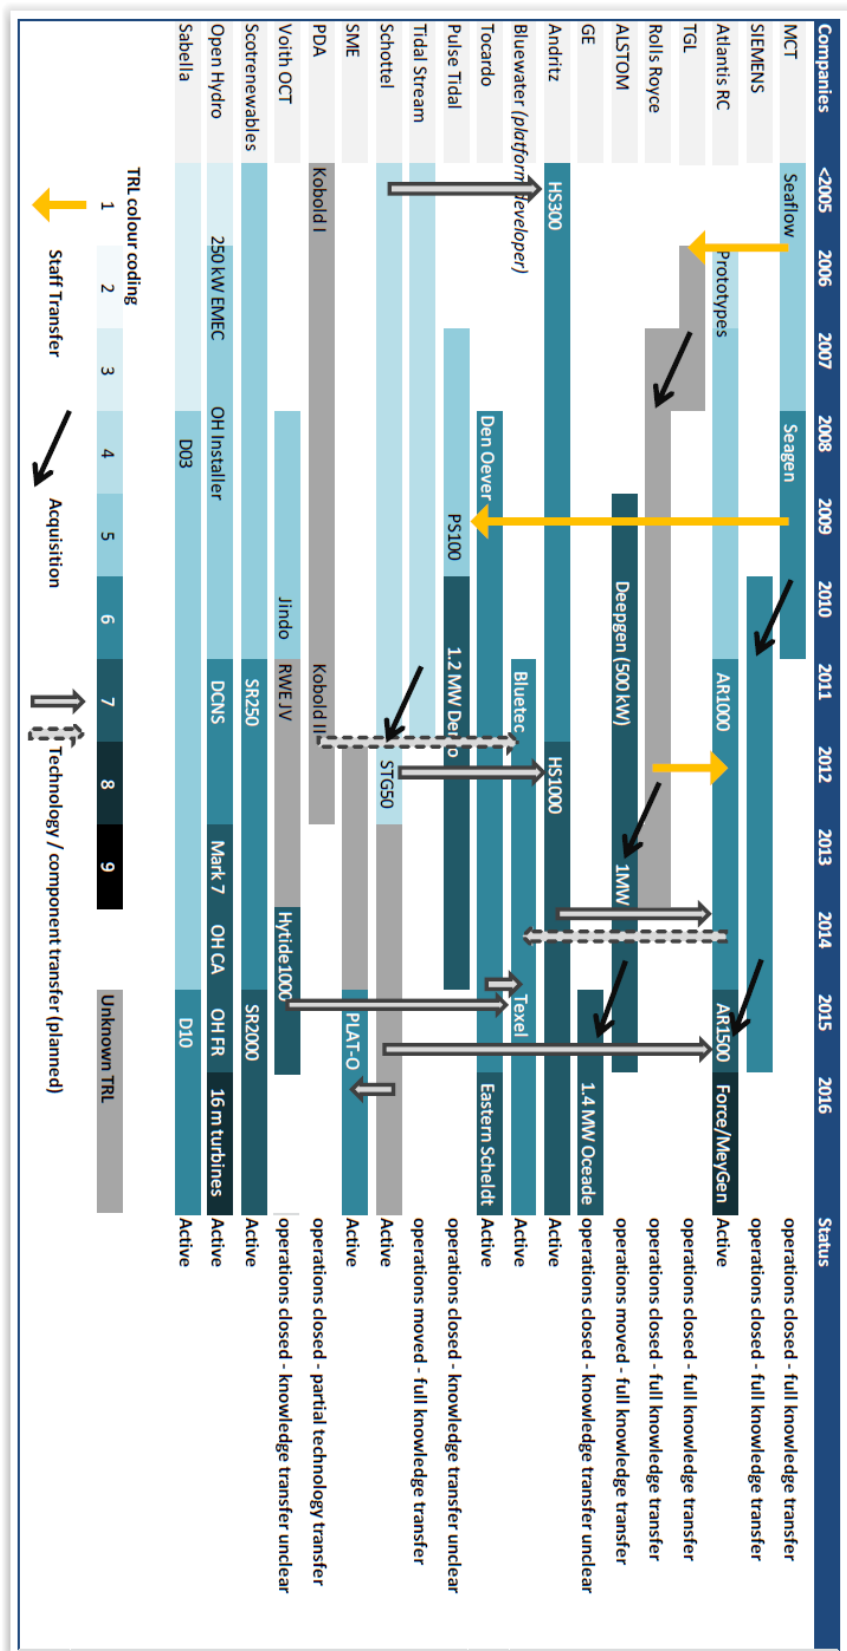 Companies <2005 2006 2007 2008 2009 2010 2011 2012 2013 2014 2015 2016 Status
MCT Seaflow Seagen operations closed - full knowledge transfer
SIEMENS operations closed - full knowledge transfer
Atlantis RC Prototypes AR1000 AR1500 Force/MeyGen Active
TGL operations closed - full knowledge transfer
Rolls Royce operations closed - full knowledge transfer
ALSTOM Deepgen (500 kW) 1MW operations moved - full knowledge transfer
GE 1.4 MW Oceade operations closed - knowledge transfer unclear
Andritz HS300 HS1000 Active
Bluewater (platform developer) Bluetec Texel Active
Tocardo Den Oever Eastern Scheldt Active
Pulse Tidal PS100 1.2 MW Demo operations closed - knowledge transfer unclear
Tidal Stream operations moved - full knowledge transfer
Schottel STG50 Active
SME PLAT-O Active
PDA Kobold I Kobold II operations closed - partial technology transfer
Voith OCT Jindo RWE JV Hytide1000 operations closed - knowledge transfer unclear
Scotrenewables SR250 SR2000 Active
Open Hydro 250 kW EMEC OH Installer DCNS Mark 7 OH CA OH FR 16 m turbines Active
Sabella D03 D10 Active
TRL colour coding
1 2 3 4 5 6 7 8 9 Unknown TRL
Staff Transfer Acquisition Technology / component transfer (planned)